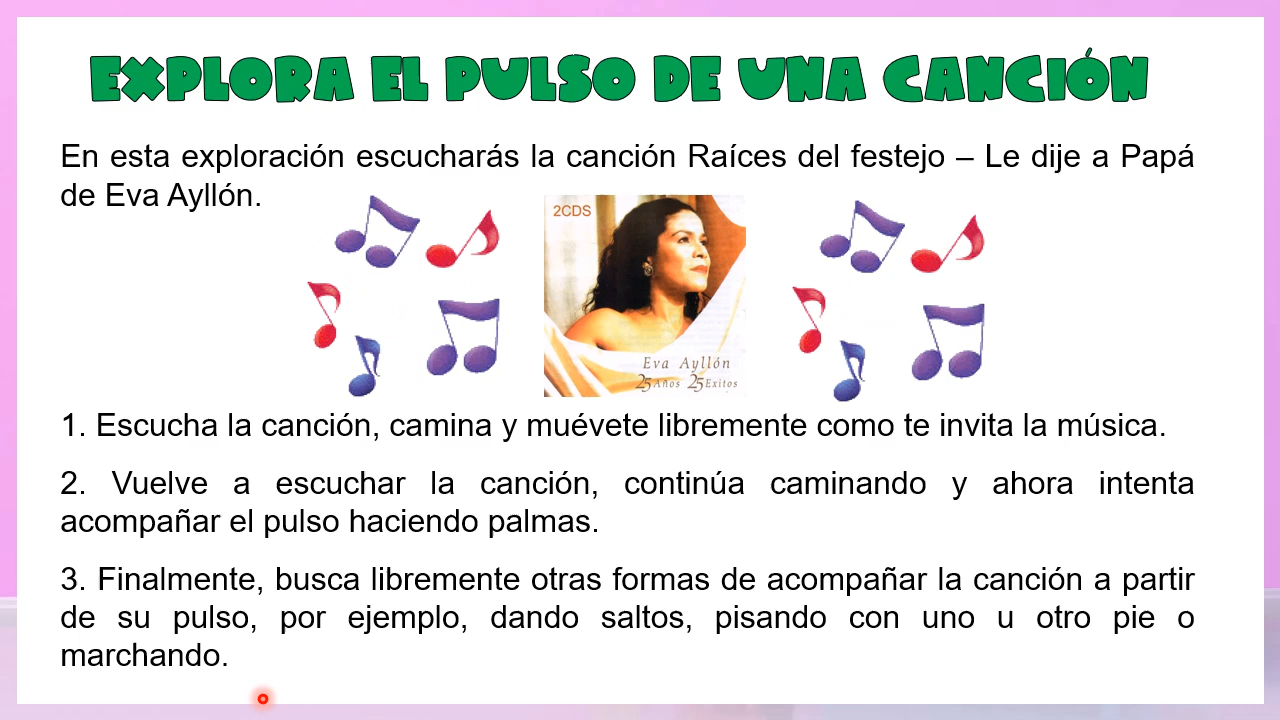 EXPLORA EL PULSO DE UNA CANCIÓN
En esta exploración escucharás la canción Raíces del festejo – Le dije a Papá
de Eva Ayllón.
2CDS
Eva Ayllón
25 Años 25 Exitos
1. Escucha la canción, camina y muévete libremente como te invita la música.
2. Vuelve a escuchar la canción, continúa caminando y ahora intenta
acompañar el pulso haciendo palmas.
3. Finalmente, busca libremente otras formas de acompañar la canción a partir
de su pulso, por ejemplo, dando saltos, pisando con uno u otro pie o
marchando.